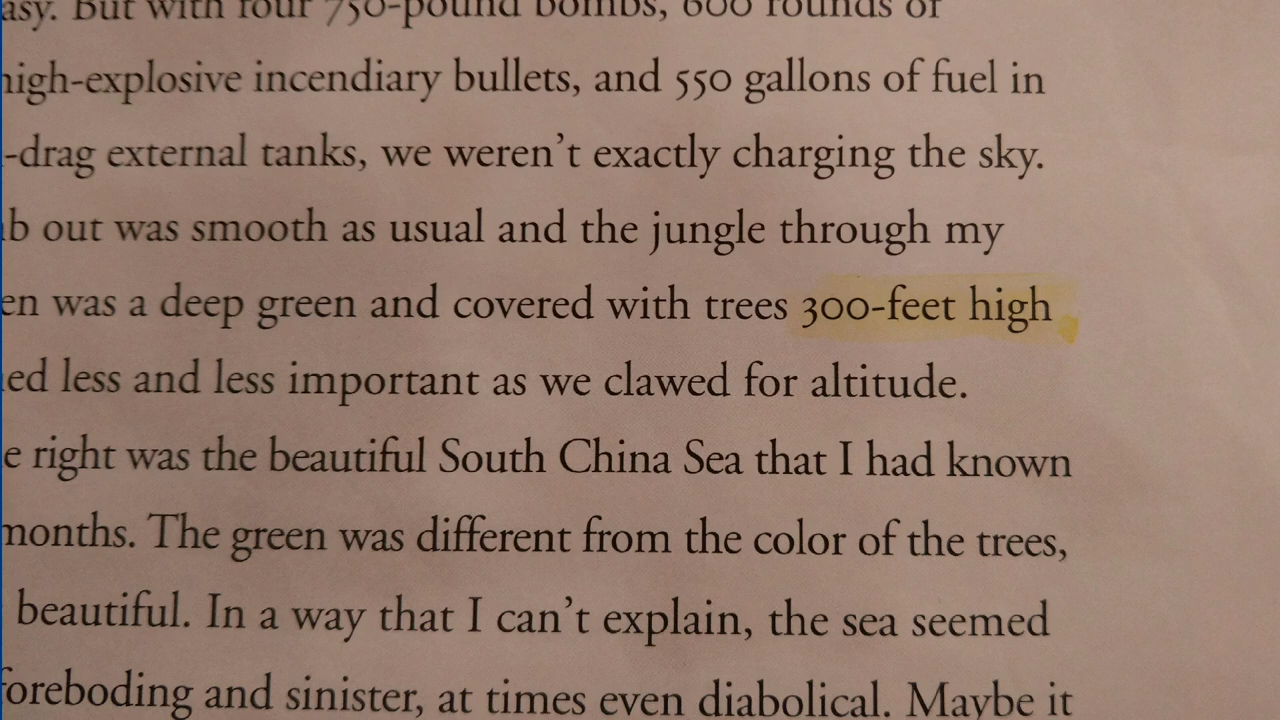 But with four 750-pound bombs, 600 rounds of
high-explosive incendiary bullets, and 550 gallons of fuel in
-drag external tanks, we weren't exactly charging the sky.
out was smooth as usual and the jungle through my
was a deep green and covered with trees 300-feet high
less and less important as we clawed for altitude.
right was the beautiful South China Sea that I had known
months. The green was different from the color of the trees,
beautiful. In a way that I can't explain, the sea seemed
foreboding and sinister, at times even diabolical. Maybe it